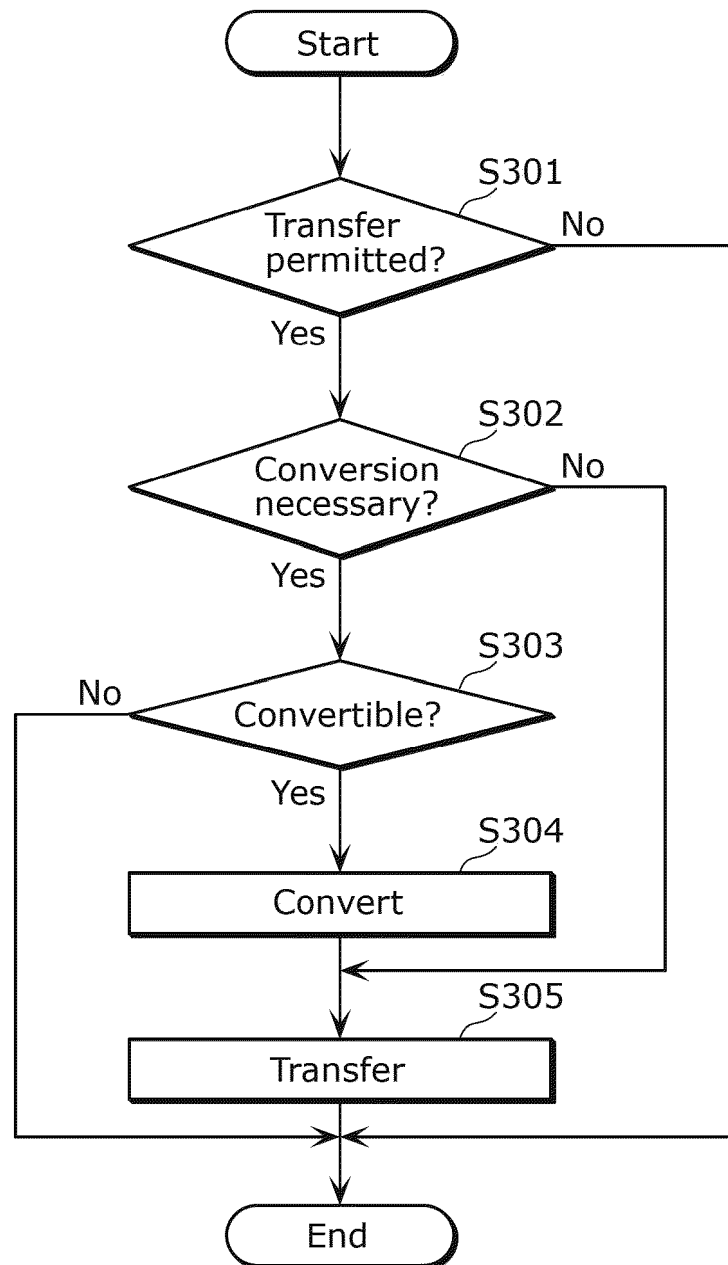 Start
S301
Transfer
permitted?
No
Yes
S302
Conversion
necessary?
No
Yes
S303
No
Convertible?
Yes
S304
Convert
S305
Transfer
End